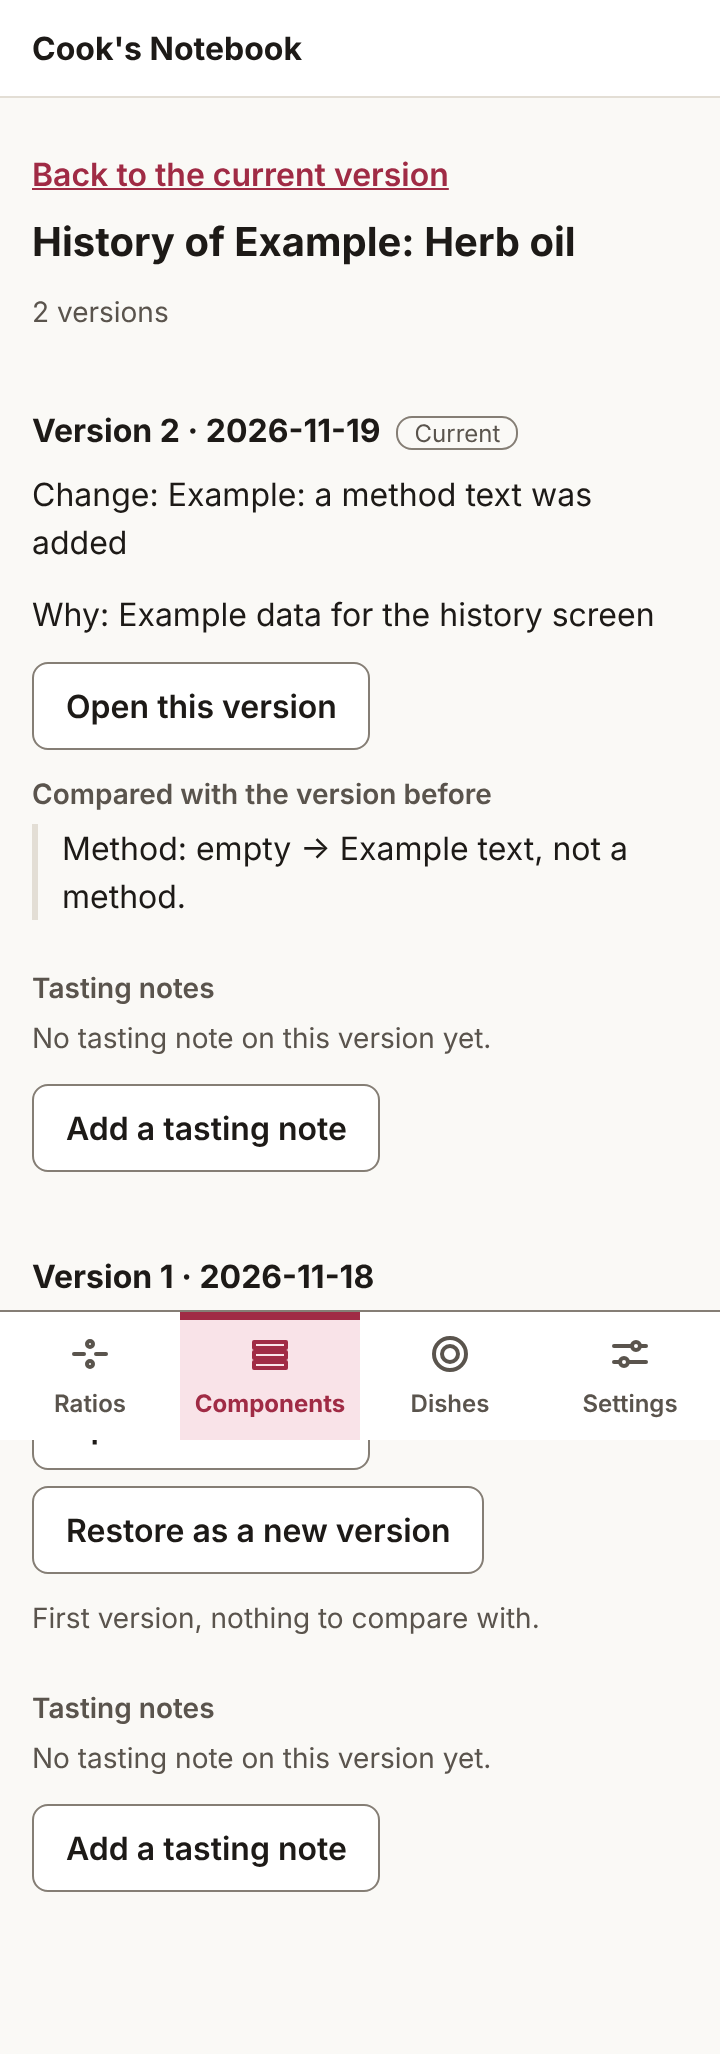 Cook's Notebook
Back to the current version
History of Example: Herb oil
2 versions
Version 2 · 2026-11-19 Current
Change: Example: a method text was
added
Why: Example data for the history screen
Open this version
Compared with the version before
Method: empty → Example text, not a
method.
Tasting notes
No tasting note on this version yet.
Add a tasting note
Version 1 · 2026-11-18
Ratios Components Dishes Settings
Restore as a new version
First version, nothing to compare with.
Tasting notes
No tasting note on this version yet.
Add a tasting note